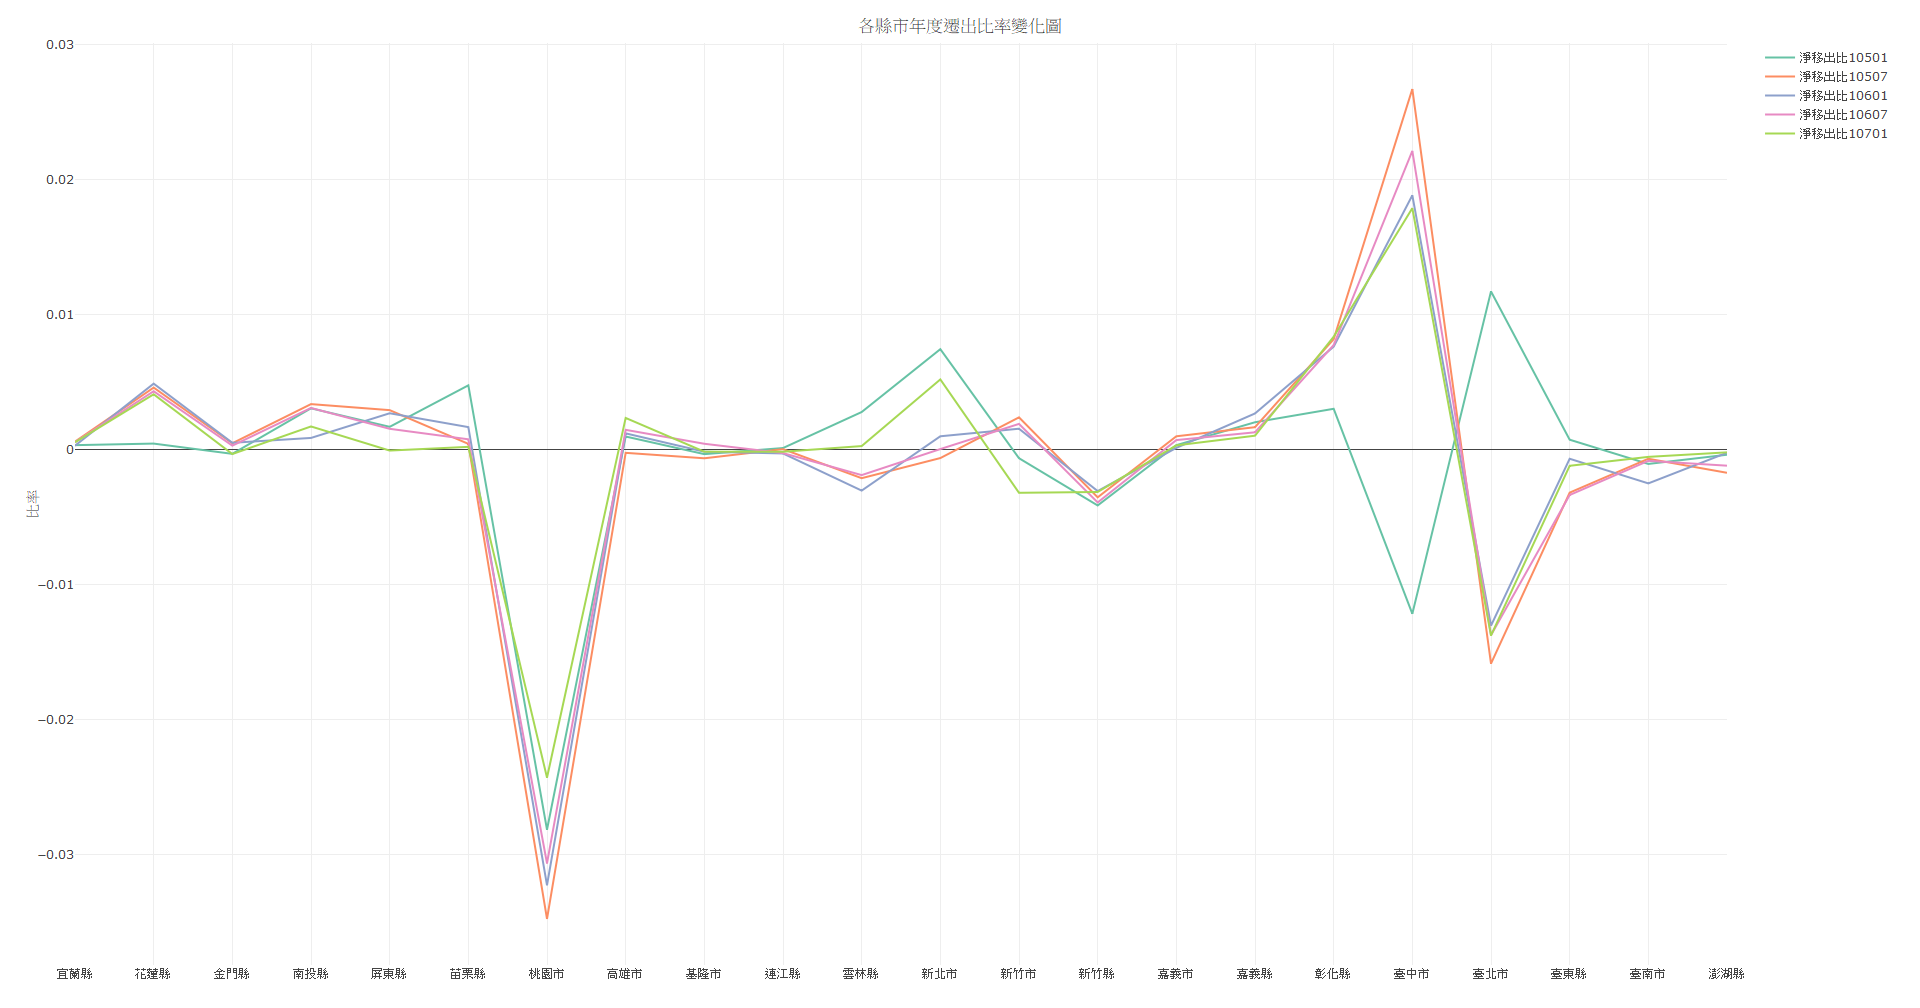 各縣市年度遷出比率變化圖
0.03
0.02
0.01
0
−0.01
−0.02
−0.03
比率
宜蘭縣 花蓮縣 金門縣 南投縣 屏東縣 苗栗縣 桃園市 高雄市 基隆市 連江縣 雲林縣 新北市 新竹市 新竹縣 嘉義市 嘉義縣 彰化縣 臺中市 臺北市 臺東縣 臺南市 澎湖縣
淨移出比10501
淨移出比10507
淨移出比10601
淨移出比10607
淨移出比10701